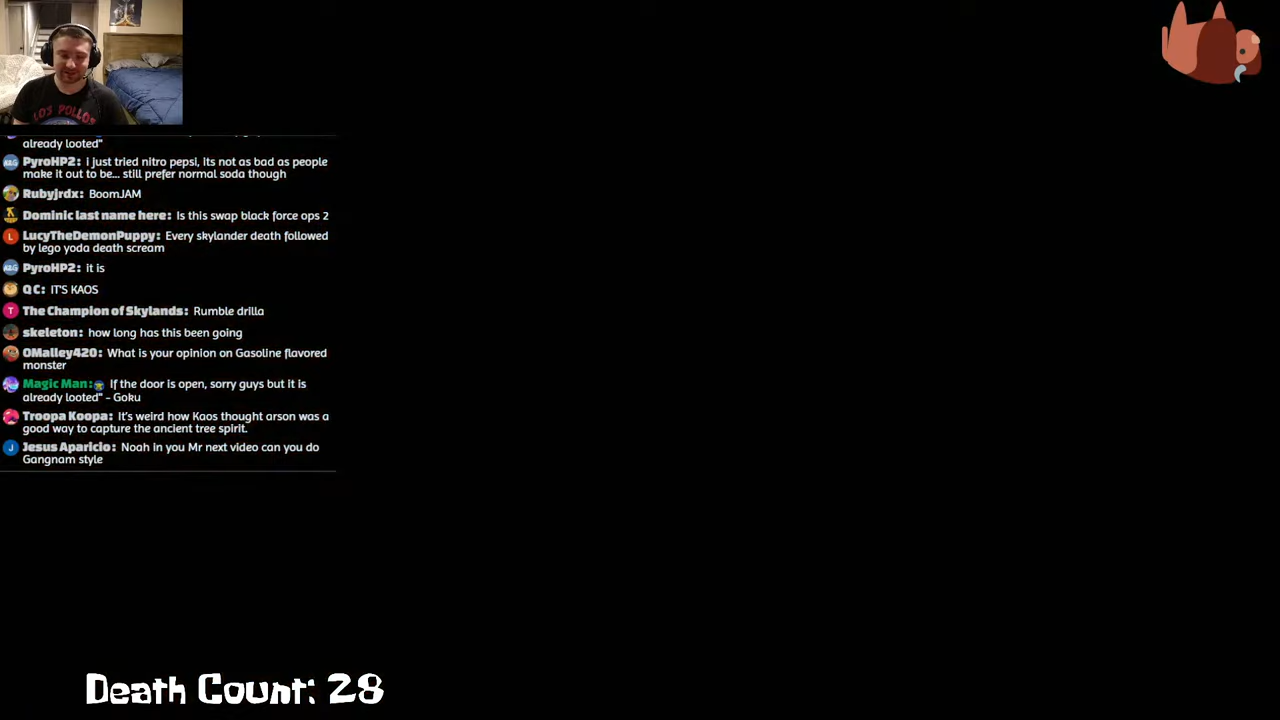 already looted"
PyroHP2: i just tried nitro pepsi, its not as bad as people
make it out to be... still prefer normal soda though
Rubyjrdx: BoomJAM
Dominic last name here: Is this swap black force ops 2
LucyTheDemonPuppy: Every skylander death followed
by lego yoda death scream
PyroHP2: it is
QC: IT'S KAOS
The Champion of Skylands: Rumble drilla
skeleton: how long has this been going
OMalley420: What is your opinion on Gasoline flavored
monster
Magic Man: If the door is open, sorry guys but it is
already looted" - Goku
Troopa Koopa: It's weird how Kaos thought arson was a
good way to capture the ancient tree spirit.
Jesus Aparicio: Noah in you Mr next video can you do
Gangnam style
LOS POLLOS
Death Count: 28